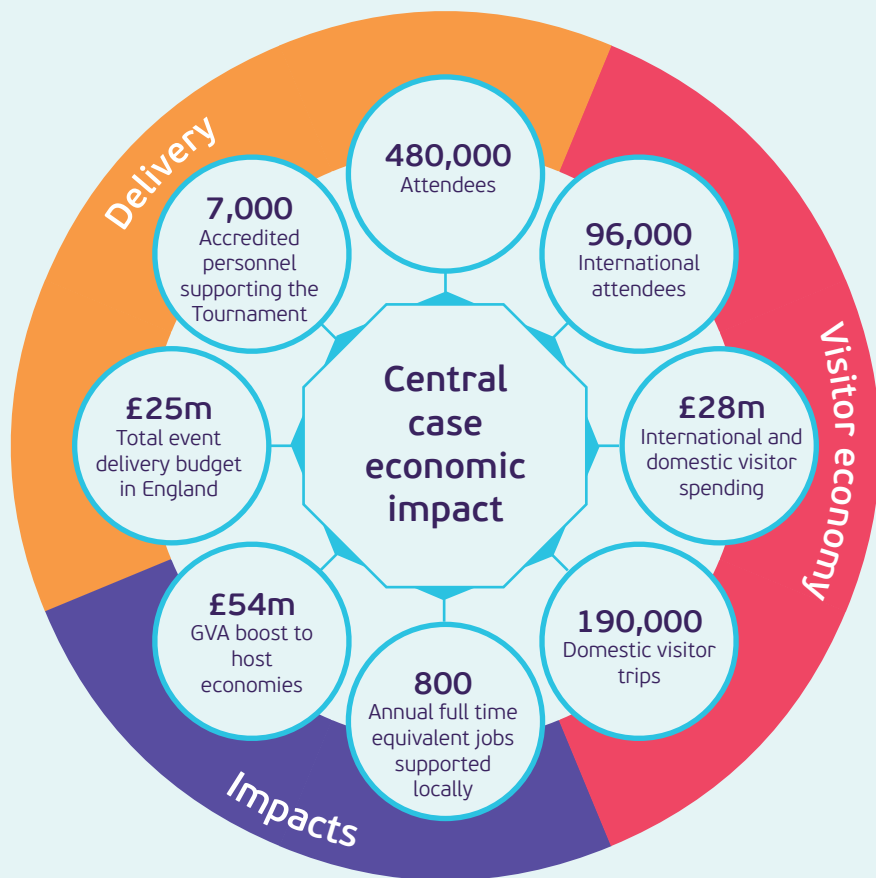 Delivery
480,000
Attendees
7,000
Accredited
personnel
supporting the
Tournament
96,000
International
attendees
Visitor economy
Central
case
economic
impact
£25m
Total event
delivery budget
in England
£28m
International and
domestic visitor
spending
£54m
GVA boost to
host
economies
190,000
Domestic visitor
trips
800
Annual full time
equivalent jobs
supported
locally
Impacts